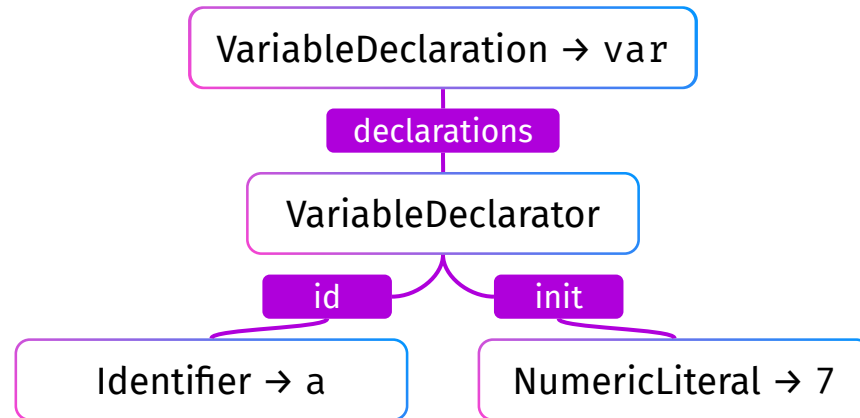 VariableDeclaration → var
declarations
VariableDeclarator
id
init
Identifier → a
NumericLiteral → 7